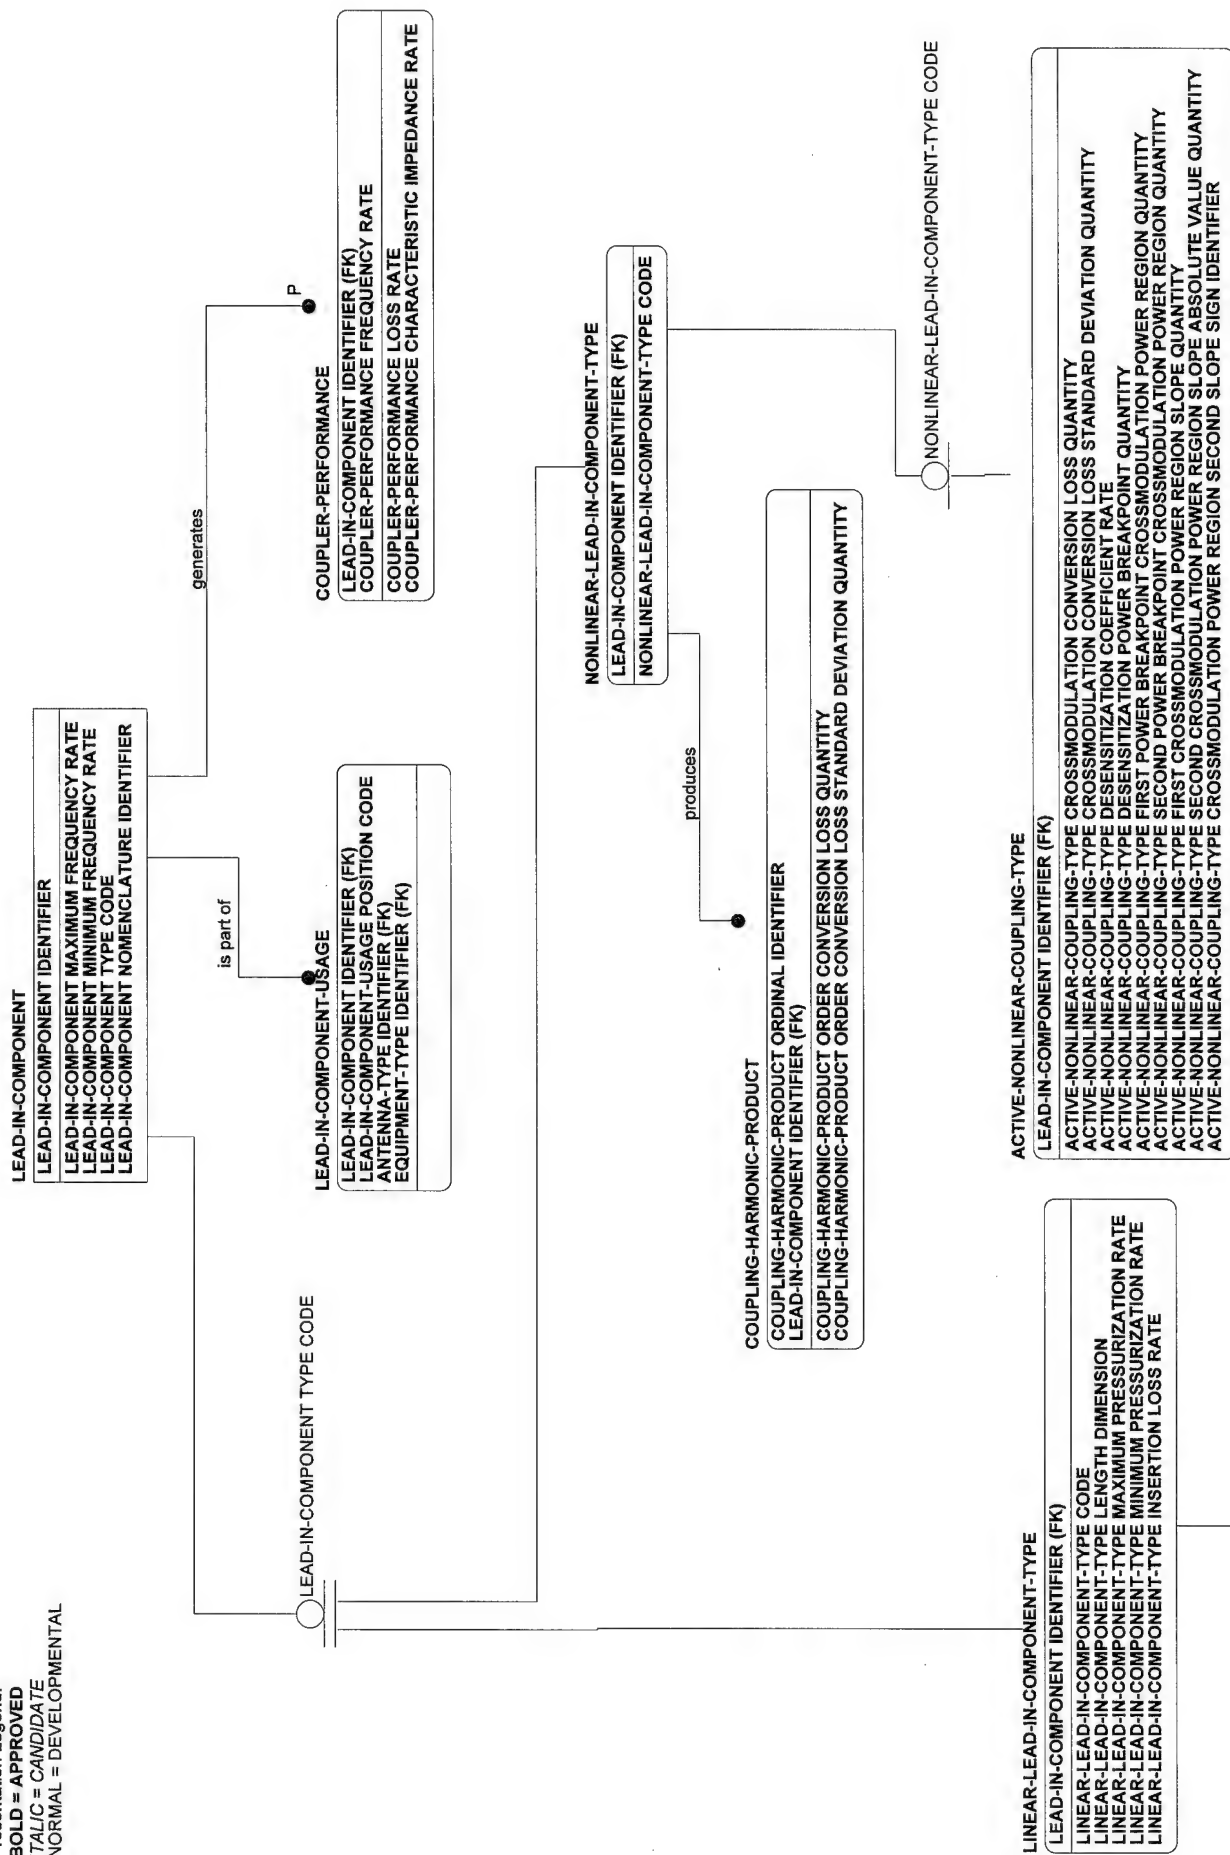 BOLD = APPROVED
ITALIC = CANDIDATE
NORMAL = DEVELOPMENTAL
LEAD-IN-COMPONENT
LEAD-IN-COMPONENT IDENTIFIER
LEAD-IN-COMPONENT MAXIMUM FREQUENCY RATE
LEAD-IN-COMPONENT MINIMUM FREQUENCY RATE
LEAD-IN-COMPONENT TYPE CODE
LEAD-IN-COMPONENT NOMENCLATURE IDENTIFIER
generates
is part of
P
LEAD-IN-COMPONENT TYPE CODE
LEAD-IN-COMPONENT-USAGE
LEAD-IN-COMPONENT IDENTIFIER (FK)
LEAD-IN-COMPONENT-USAGE POSITION CODE
ANTENNA-TYPE IDENTIFIER (FK)
EQUIPMENT-TYPE IDENTIFIER (FK)
COUPLER-PERFORMANCE
LEAD-IN-COMPONENT IDENTIFIER (FK)
COUPLER-PERFORMANCE FREQUENCY RATE
COUPLER-PERFORMANCE LOSS RATE
COUPLER-PERFORMANCE CHARACTERISTIC IMPEDANCE RATE
NONLINEAR-LEAD-IN-COMPONENT-TYPE
LEAD-IN-COMPONENT IDENTIFIER (FK)
NONLINEAR-LEAD-IN-COMPONENT-TYPE CODE
produces
COUPLING-HARMONIC-PRODUCT
COUPLING-HARMONIC-PRODUCT ORDINAL IDENTIFIER
LEAD-IN-COMPONENT IDENTIFIER (FK)
COUPLING-HARMONIC-PRODUCT ORDER CONVERSION LOSS QUANTITY
COUPLING-HARMONIC-PRODUCT ORDER CONVERSION LOSS STANDARD DEVIATION QUANTITY
NONLINEAR-LEAD-IN-COMPONENT-TYPE CODE
LINEAR-LEAD-IN-COMPONENT-TYPE
LEAD-IN-COMPONENT IDENTIFIER (FK)
LINEAR-LEAD-IN-COMPONENT-TYPE CODE
LINEAR-LEAD-IN-COMPONENT-TYPE LENGTH DIMENSION
LINEAR-LEAD-IN-COMPONENT-TYPE MAXIMUM PRESSURIZATION RATE
LINEAR-LEAD-IN-COMPONENT-TYPE MINIMUM PRESSURIZATION RATE
LINEAR-LEAD-IN-COMPONENT-TYPE INSERTION LOSS RATE
ACTIVE-NONLINEAR-COUPLING-TYPE
LEAD-IN-COMPONENT IDENTIFIER (FK)
ACTIVE-NONLINEAR-COUPLING-TYPE CROSSMODULATION CONVERSION LOSS QUANTITY
ACTIVE-NONLINEAR-COUPLING-TYPE CROSSMODULATION CONVERSION LOSS STANDARD DEVIATION QUANTITY
ACTIVE-NONLINEAR-COUPLING-TYPE DESENSITIZATION COEFFICIENT RATE
ACTIVE-NONLINEAR-COUPLING-TYPE DESENSITIZATION POWER BREAKPOINT QUANTITY
ACTIVE-NONLINEAR-COUPLING-TYPE FIRST POWER BREAKPOINT CROSSMODULATION POWER REGION QUANTITY
ACTIVE-NONLINEAR-COUPLING-TYPE SECOND POWER BREAKPOINT CROSSMODULATION POWER REGION QUANTITY
ACTIVE-NONLINEAR-COUPLING-TYPE FIRST CROSSMODULATION POWER REGION SLOPE QUANTITY
ACTIVE-NONLINEAR-COUPLING-TYPE SECOND CROSSMODULATION POWER REGION SLOPE ABSOLUTE VALUE QUANTITY
ACTIVE-NONLINEAR-COUPLING-TYPE CROSSMODULATION POWER REGION SECOND SLOPE SIGN IDENTIFIER